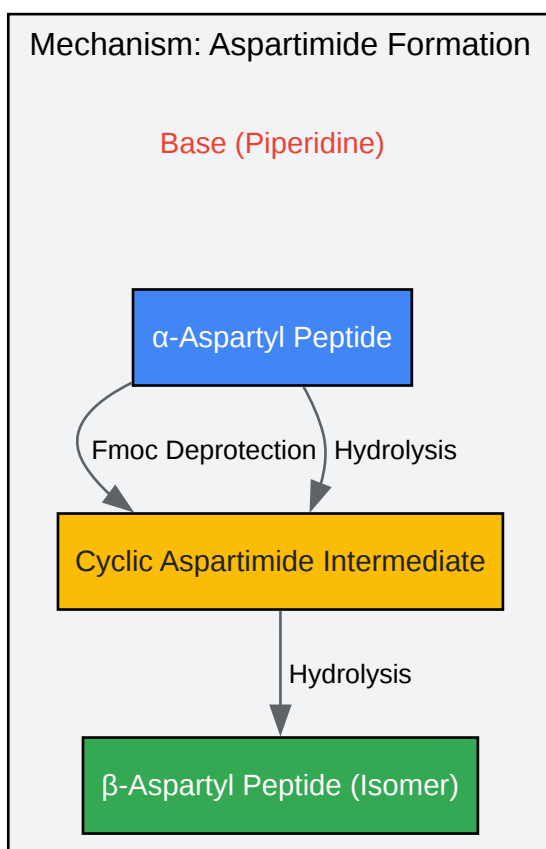 Mechanism: Aspartimide Formation
Base (Piperidine)
α-Aspartyl Peptide
Fmoc Deprotection
Hydrolysis
Cyclic Aspartimide Intermediate
Hydrolysis
β-Aspartyl Peptide (Isomer)